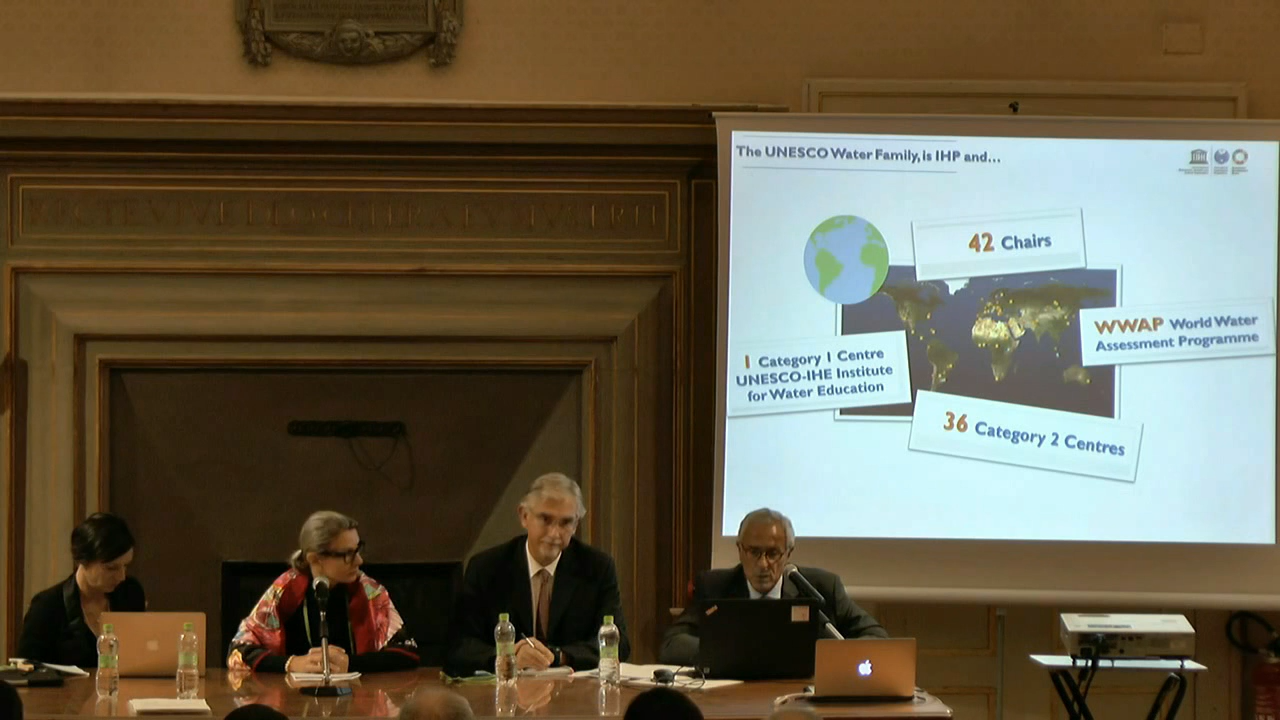 The UNESCO Water Family, is IHP and...
42 Chairs
WWAP World Water
Assessment Programme
1 Category 1 Centre
UNESCO-IHE Institute
for Water Education
36 Category 2 Centres